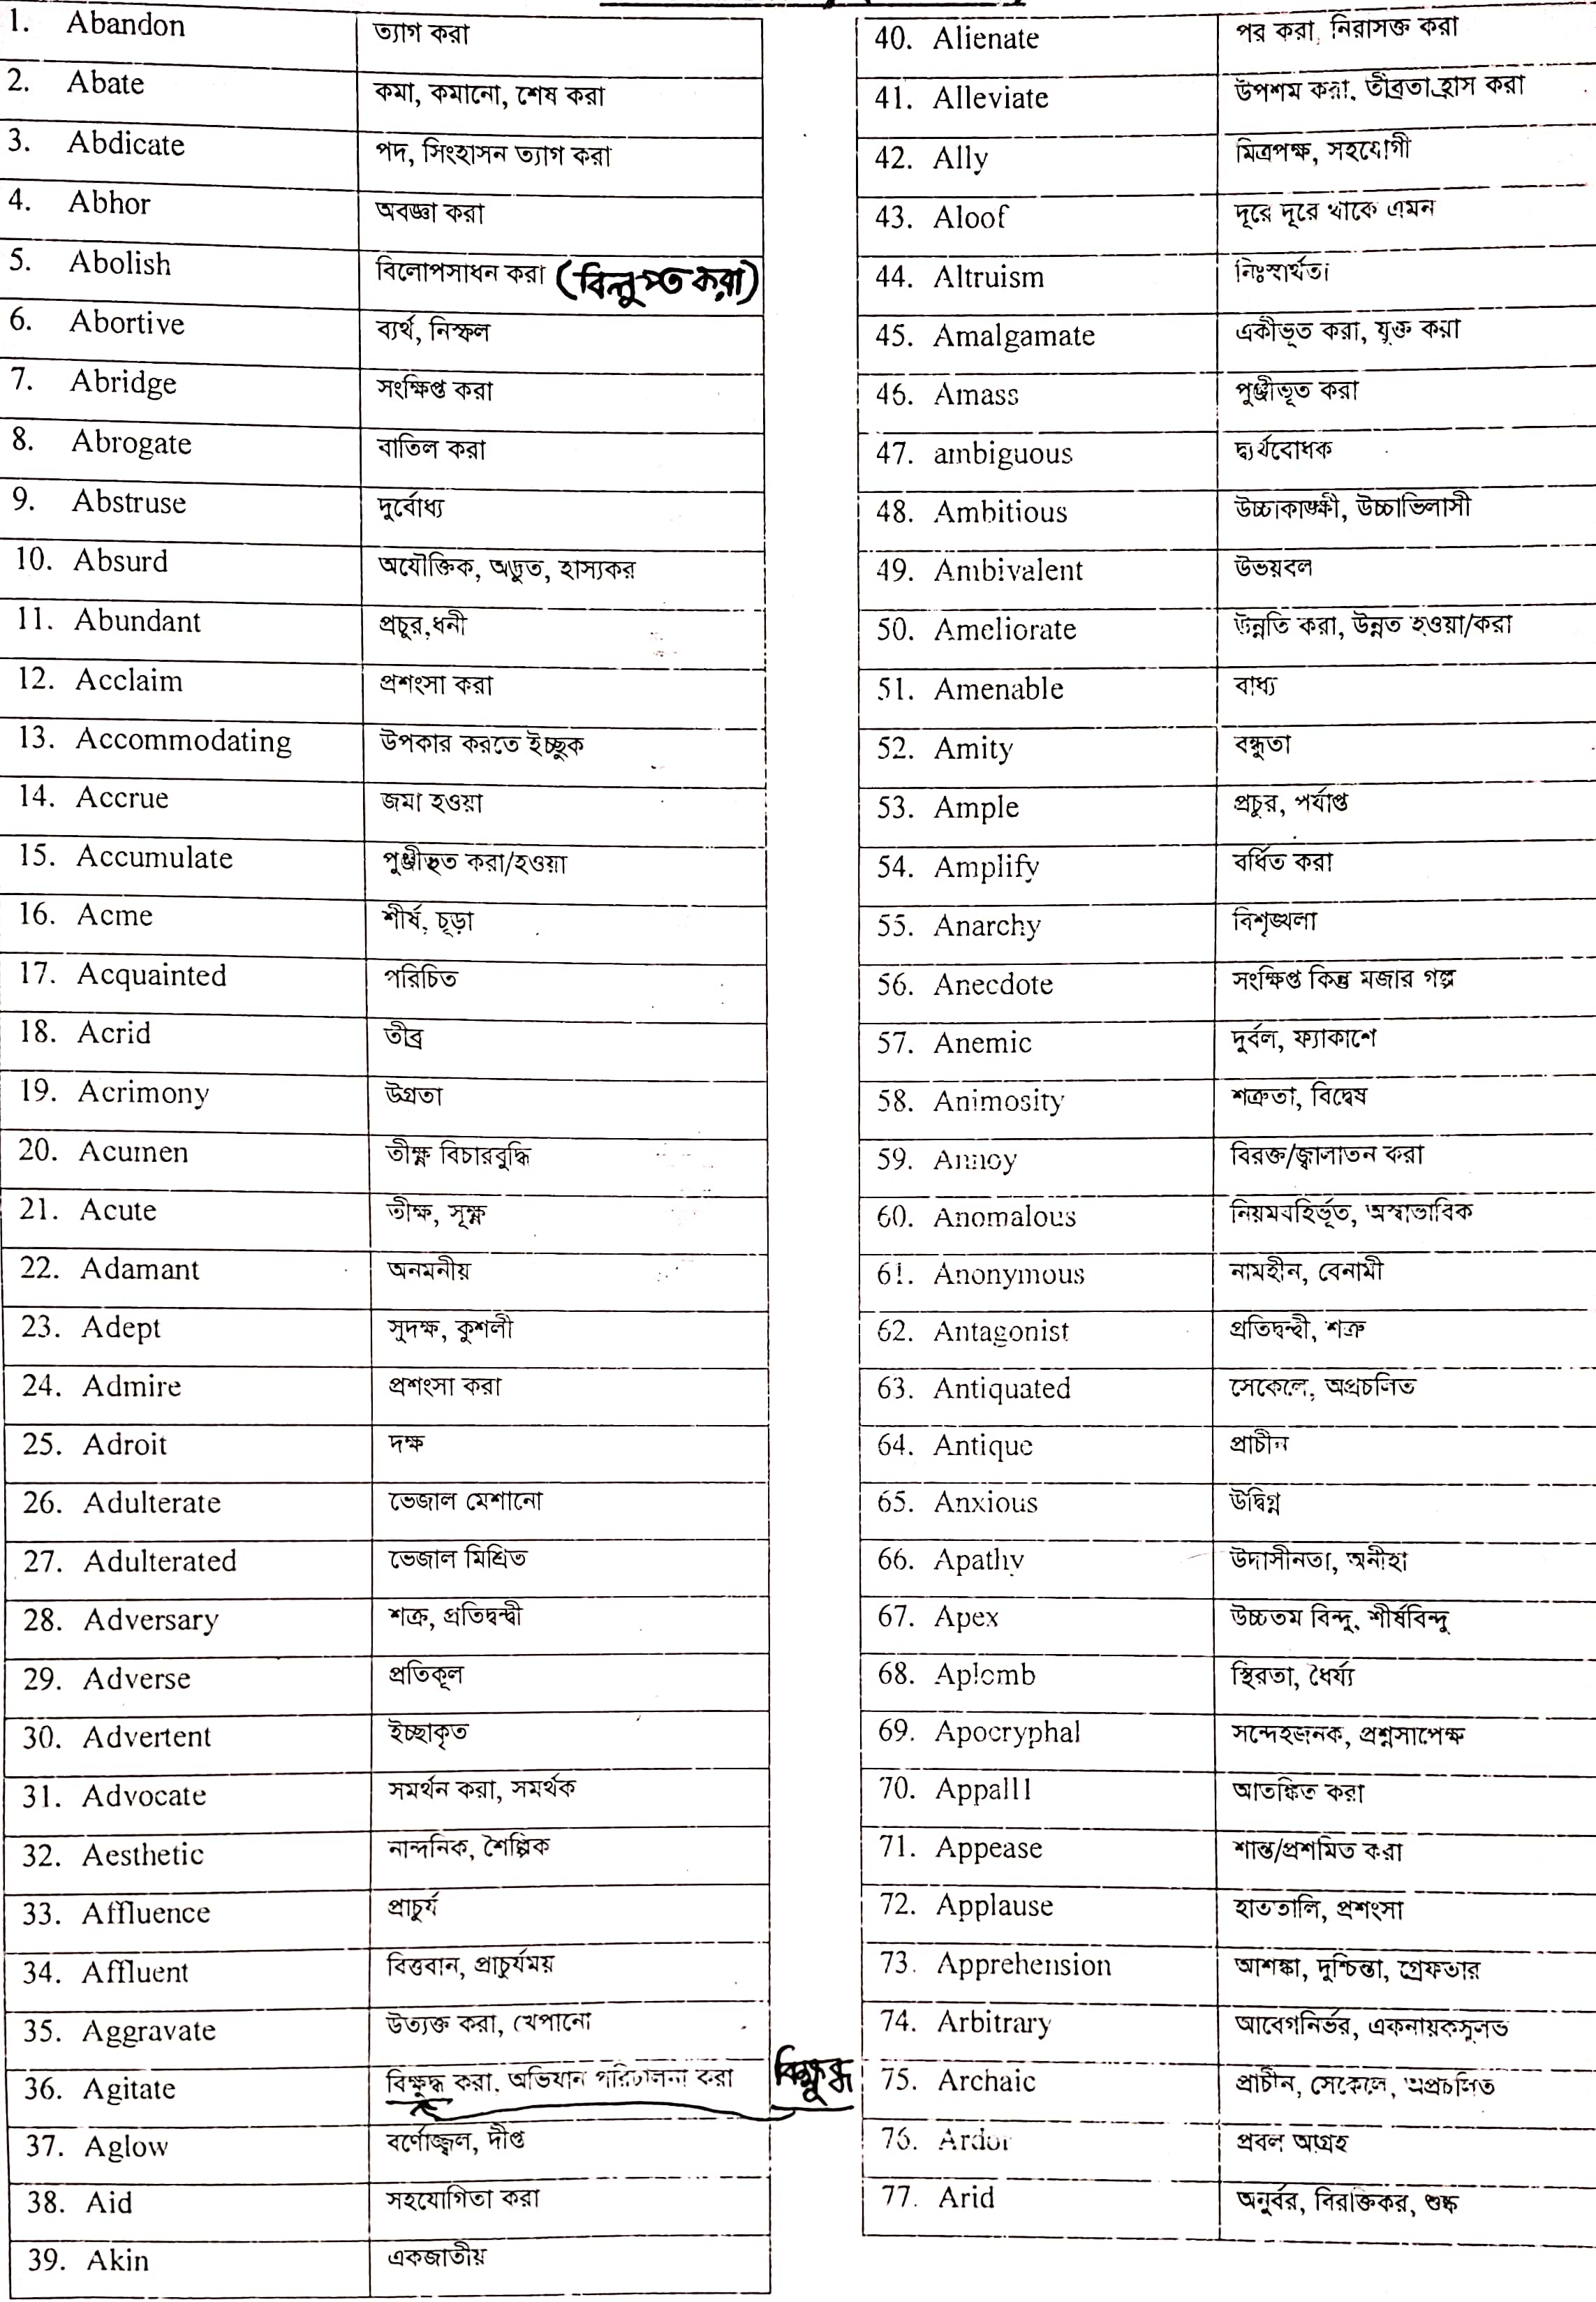 1. Abandon ত্যাগ করা
2. Abate কমা, কমানো, শেষ করা
3. Abdicate পদ, সিংহাসন ত্যাগ করা
4. Abhor অবজ্ঞা করা
5. Abolish বিলোপসাধন করা (বিলুপ্ত করা)
6. Abortive ব্যর্থ, নিস্ফল
7. Abridge সংক্ষিপ্ত করা
8. Abrogate বাতিল করা
9. Abstruse দুর্বোধ্য
10. Absurd অযৌক্তিক, অদ্ভুত, হাস্যকর
11. Abundant প্রচুর,ধনী
12. Acclaim প্রশংসা করা
13. Accommodating উপকার করতে ইচ্ছুক
14. Accrue জমা হওয়া
15. Accumulate পুঞ্জীভূত করা/হওয়া
16. Acme শীর্ষ, চূড়া
17. Acquainted পরিচিত
18. Acrid তীব্র
19. Acrimony উগ্রতা
20. Acumen তীক্ষ্ণ বিচারবুদ্ধি
21. Acute তীক্ষ, সূক্ষ্ণ
22. Adamant অনমনীয়
23. Adept সুদক্ষ, কুশলী
24. Admire প্রশংসা করা
25. Adroit দক্ষ
26. Adulterate ভেজাল মেশানো
27. Adulterated ভেজাল মিশ্রিত
28. Adversary শত্রু, প্রতিদ্বন্দ্বী
29. Adverse প্রতিকূল
30. Advertent ইচ্ছাকৃত
31. Advocate সমর্থন করা, সমর্থক
32. Aesthetic নান্দনিক, শৈল্পিক
33. Affluence প্রাচুর্য
34. Affluent বিত্তবান, প্রাচুর্যময়
35. Aggravate উত্যক্ত করা, খেপানো
36. Agitate বিক্ষুদ্ধ করা, অভিযান পরিচালনা করা বিক্ষুব্ধ
37. Aglow বর্ণোজ্জ্বল, দীপ্ত
38. Aid সহযোগিতা করা
39. Akin একজাতীয়
40. Alienate পর করা, নিরাসক্ত করা
41. Alleviate উপশম করা, তীব্রতা হ্রাস করা
42. Ally মিত্রপক্ষ, সহযোগী
43. Aloof দূরে দূরে থাকে এমন
44. Altruism নিঃস্বার্থতা
45. Amalgamate একীভূত করা, যুক্ত করা
46. Amass পুঞ্জীভূত করা
47. ambiguous দ্ব্যর্থবোধক
48. Ambitious উচ্চাকাঙ্ক্ষী, উচ্চাভিলাসী
49. Ambivalent উভয়বল
50. Ameliorate উন্নতি করা, উন্নত হওয়া/করা
51. Amenable বাধ্য
52. Amity বন্ধুতা
53. Ample প্রচুর, পর্যাপ্ত
54. Amplify বর্ধিত করা
55. Anarchy বিশৃঙ্খলা
56. Anecdote সংক্ষিপ্ত কিন্তু মজার গল্প
57. Anemic দুর্বল, ফ্যাকাশে
58. Animosity শত্রুতা, বিদ্বেষ
59. Annoy বিরক্ত/জ্বালাতন করা
60. Anomalous নিয়মবহির্ভূত, অস্বাভাবিক
61. Anonymous নামহীন, বেনামী
62. Antagonist প্রতিদ্বন্দ্বী, শত্রু
63. Antiquated সেকেলে, অপ্রচলিত
64. Antique প্রাচীন
65. Anxious উদ্বিগ্ন
66. Apathy উদাসীনতা, অনীহা
67. Apex উচ্চতম বিন্দু, শীর্ষবিন্দু
68. Aplomb স্থিরতা, ধৈর্য্য
69. Apocryphal সন্দেহজনক, প্রশ্নসাপেক্ষ
70. Appalll আতঙ্কিত করা
71. Appease শান্ত/প্রশমিত করা
72. Applause হাততালি, প্রশংসা
73. Apprehension আশঙ্কা, দুশ্চিন্তা, গ্রেফতার
74. Arbitrary আবেগনির্ভর, একনায়কসুলভ
75. Archaic প্রাচীন, সেকেলে, অপ্রচলিত
76. Ardor প্রবল আগ্রহ
77. Arid অনুর্বর, বিরক্তিকর, শুষ্ক